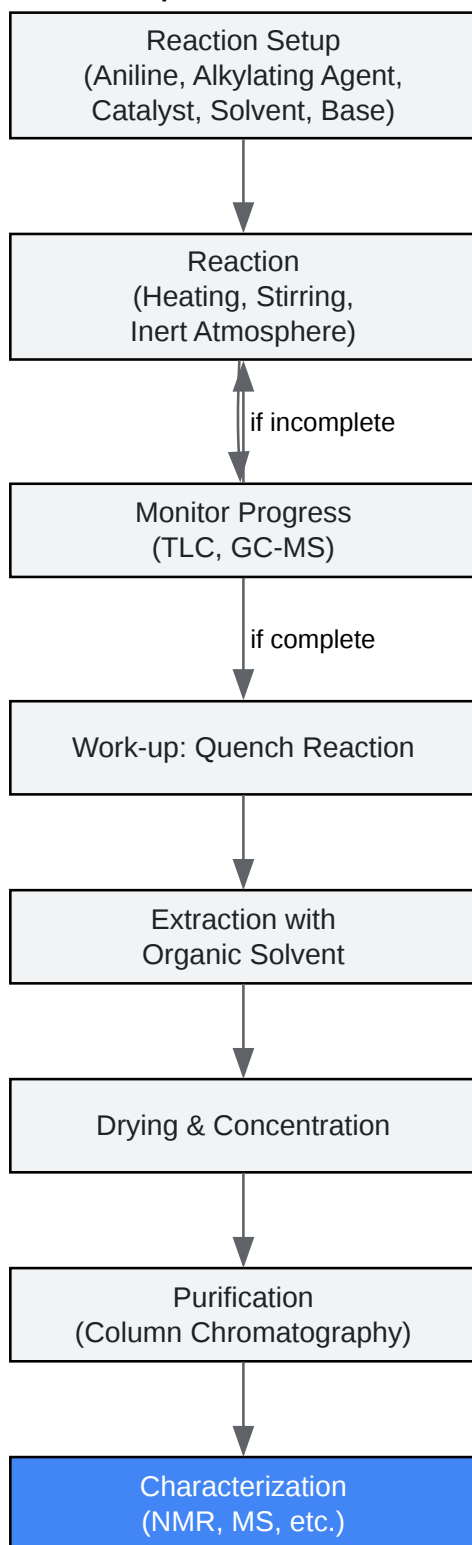 Reaction Setup
(Aniline, Alkylating Agent,
Catalyst, Solvent, Base)
Reaction
(Heating, Stirring,
Inert Atmosphere)
if incomplete
Monitor Progress
(TLC, GC-MS)
if complete
Work-up: Quench Reaction
Extraction with
Organic Solvent
Drying & Concentration
Purification
(Column Chromatography)
Characterization
(NMR, MS, etc.)